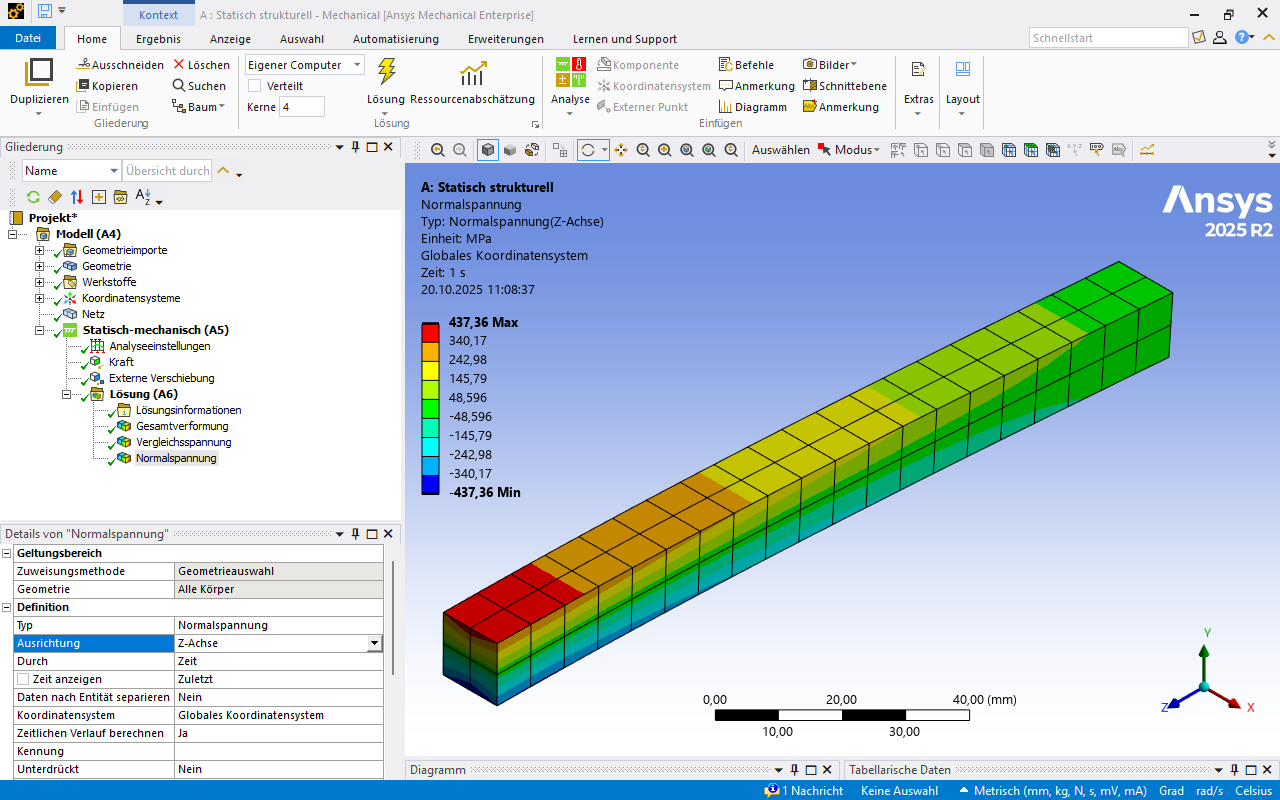 Kontext
A : Statisch strukturell - Mechanical [Ansys Mechanical Enterprise]
Datei
Home
Ergebnis
Anzeige
Auswahl
Automatisierung
Erweiterungen
Lernen und Support
Schnellstart
Duplizieren
Ausschneiden
Kopieren
Einfügen
Löschen
Suchen
Baum
Gliederung
Eigener Computer
Verteilt
Kerne 4
Lösung
Ressourcenabschätzung
Lösung
Analyse
Komponente
Koordinatensystem
Externer Punkt
Befehle
Anmerkung
Diagramm
Bilder
Schnittebene
Anmerkung
Einfügen
Extras
Layout
Gliederung
Name
Übersicht durch
Auswählen
Modus
Projekt*
Modell (A4)
Geometrieimporte
Geometrie
Werkstoffe
Koordinatensysteme
Netz
Statisch-mechanisch (A5)
Analyseeinstellungen
Kraft
Externe Verschiebung
Lösung (A6)
Lösungsinformationen
Gesamtverformung
Vergleichsspannung
Normalspannung
Details von "Normalspannung"
Geltungsbereich
Zuweisungsmethode Geometrieauswahl
Geometrie Alle Körper
Definition
Typ Normalspannung
Ausrichtung Z-Achse
Durch Zeit
Zeit anzeigen Zuletzt
Daten nach Entität separieren Nein
Koordinatensystem Globales Koordinatensystem
Zeitlichen Verlauf berechnen Ja
Kennung
Unterdrückt Nein
A: Statisch strukturell
Normalspannung
Typ: Normalspannung(Z-Achse)
Einheit: MPa
Globales Koordinatensystem
Zeit: 1 s
20.10.2025 11:08:37
437,36 Max
340,17
242,98
145,79
48,596
-48,596
-145,79
-242,98
-340,17
-437,36 Min
Ansys
2025 R2
0,00 20,00 40,00 (mm)
10,00 30,00
Y
Z
X
Diagramm
Tabellarische Daten
1 Nachricht
Keine Auswahl
Metrisch (mm, kg, N, s, mV, mA)
Grad
rad/s
Celsius